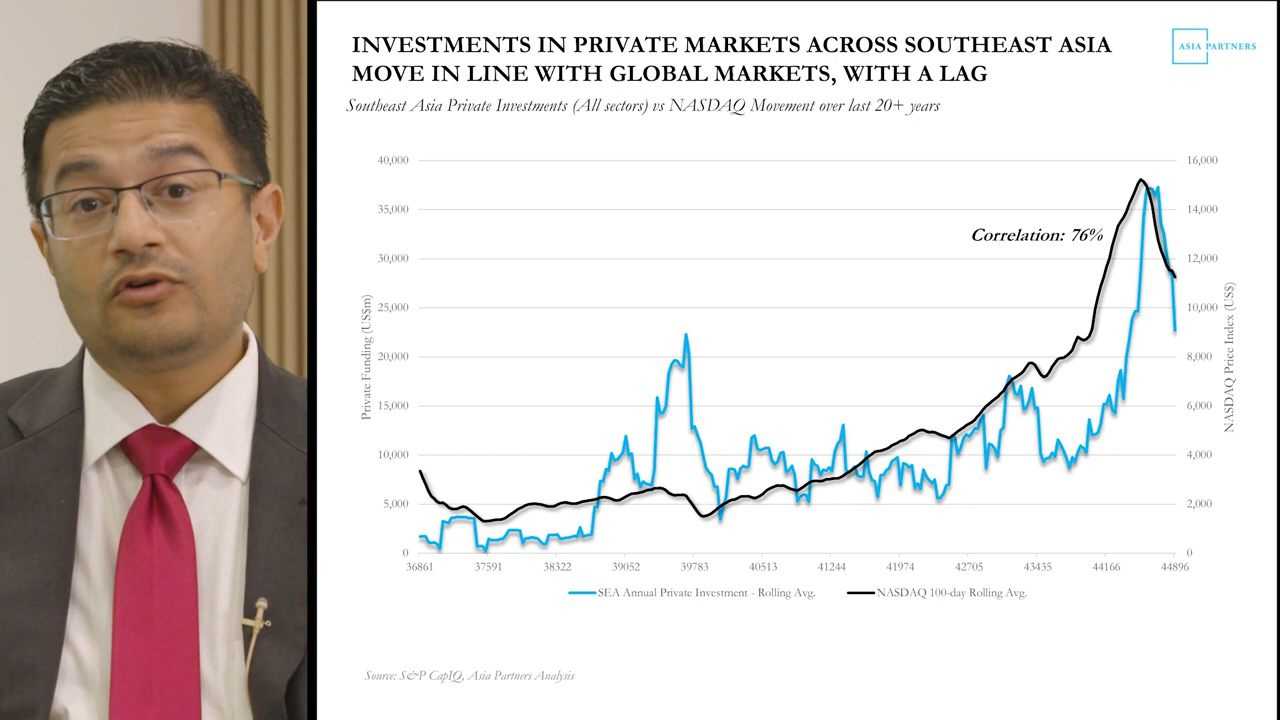 INVESTMENTS IN PRIVATE MARKETS ACROSS SOUTHEAST ASIA
MOVE IN LINE WITH GLOBAL MARKETS, WITH A LAG
ASIA PARTNERS
Southeast Asia Private Investments (All sectors) vs NASDAQ Movement over last 20+ years
40,000
35,000
30,000
25,000
20,000
15,000
10,000
5,000
0
Private Funding (US$m)
Correlation: 76%
16,000
14,000
12,000
10,000
8,000
6,000
4,000
2,000
0
NASDAQ Price Index (US$)
36861 37591 38322 39052 39783 40513 41244 41974 42705 43435 44166 44896
SEA Annual Private Investment - Rolling Avg. NASDAQ 100-day Rolling Avg.
Source: S&P CapIQ, Asia Partners Analysis